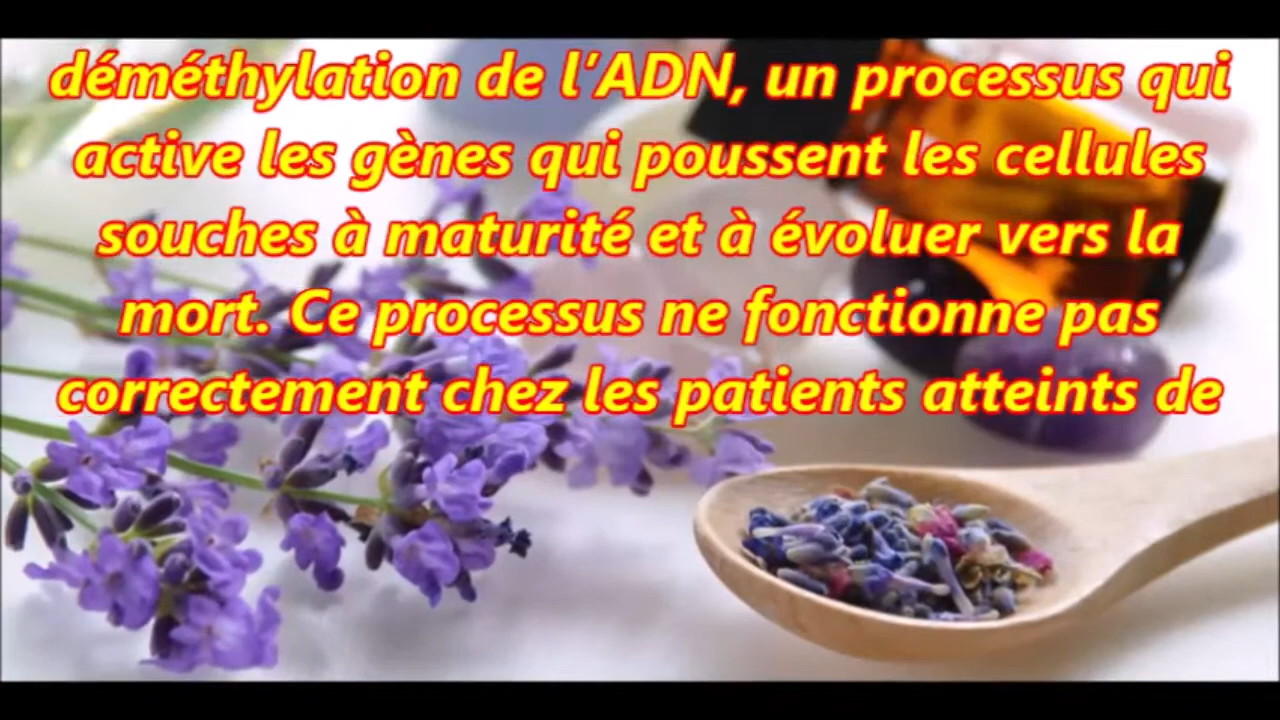 déméthylation de l’ADN, un processus qui
active les gènes qui poussent les cellules
souches à maturité et à évoluer vers la
mort. Ce processus ne fonctionne pas
correctement chez les patients atteints de